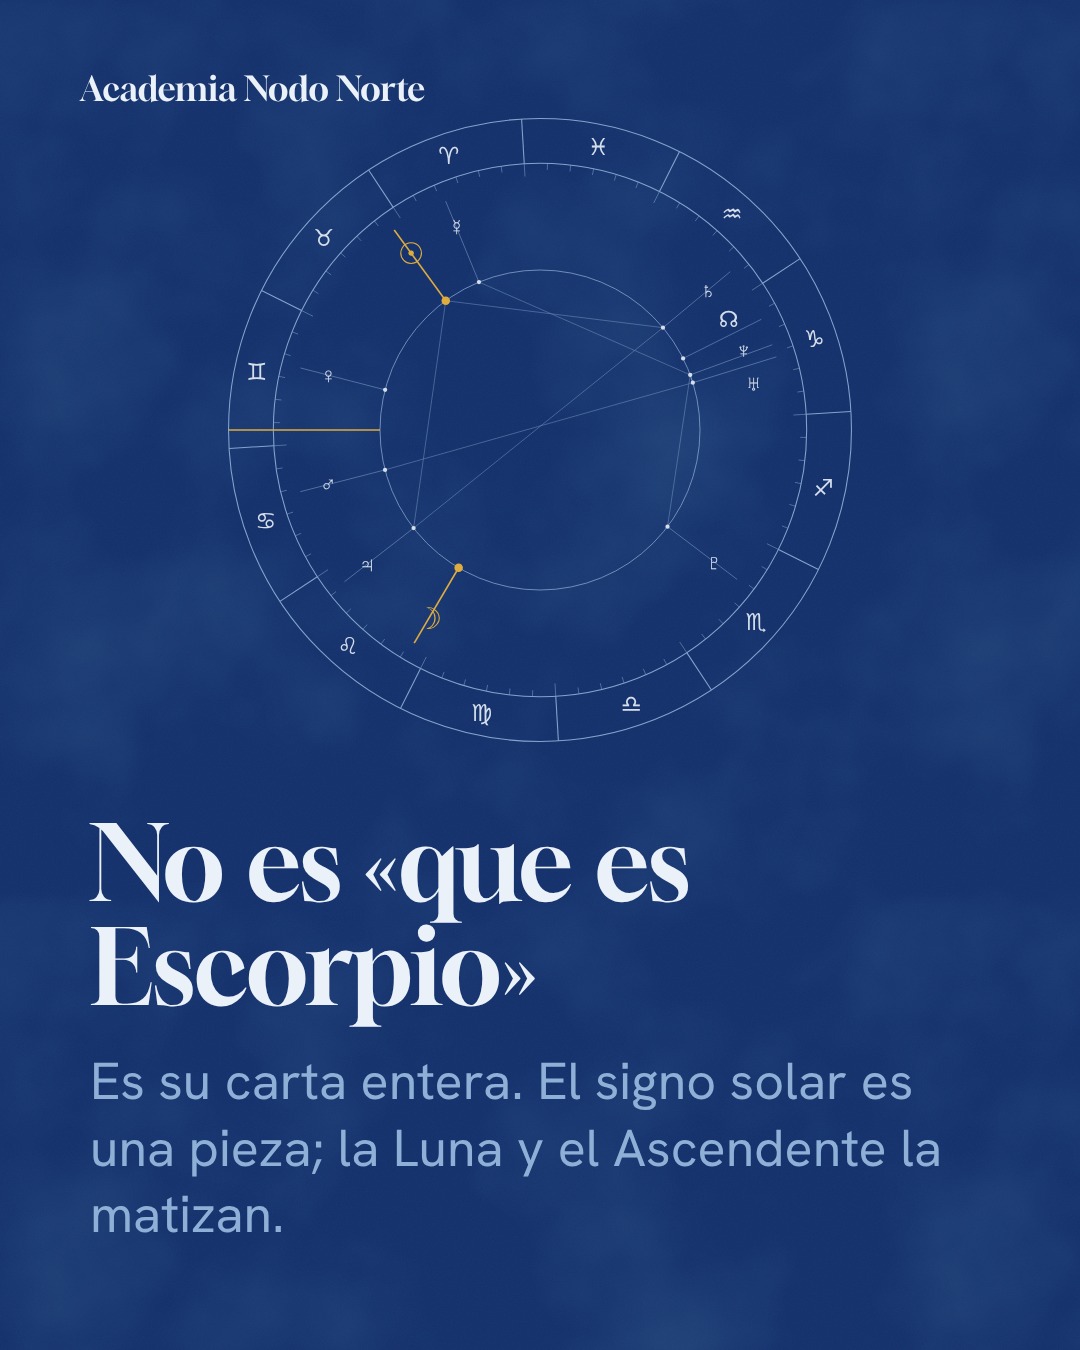 Academia Nodo Norte
No es «que es
Escorpio»
Es su carta entera. El signo solar es
una pieza; la Luna y el Ascendente la
matizan.